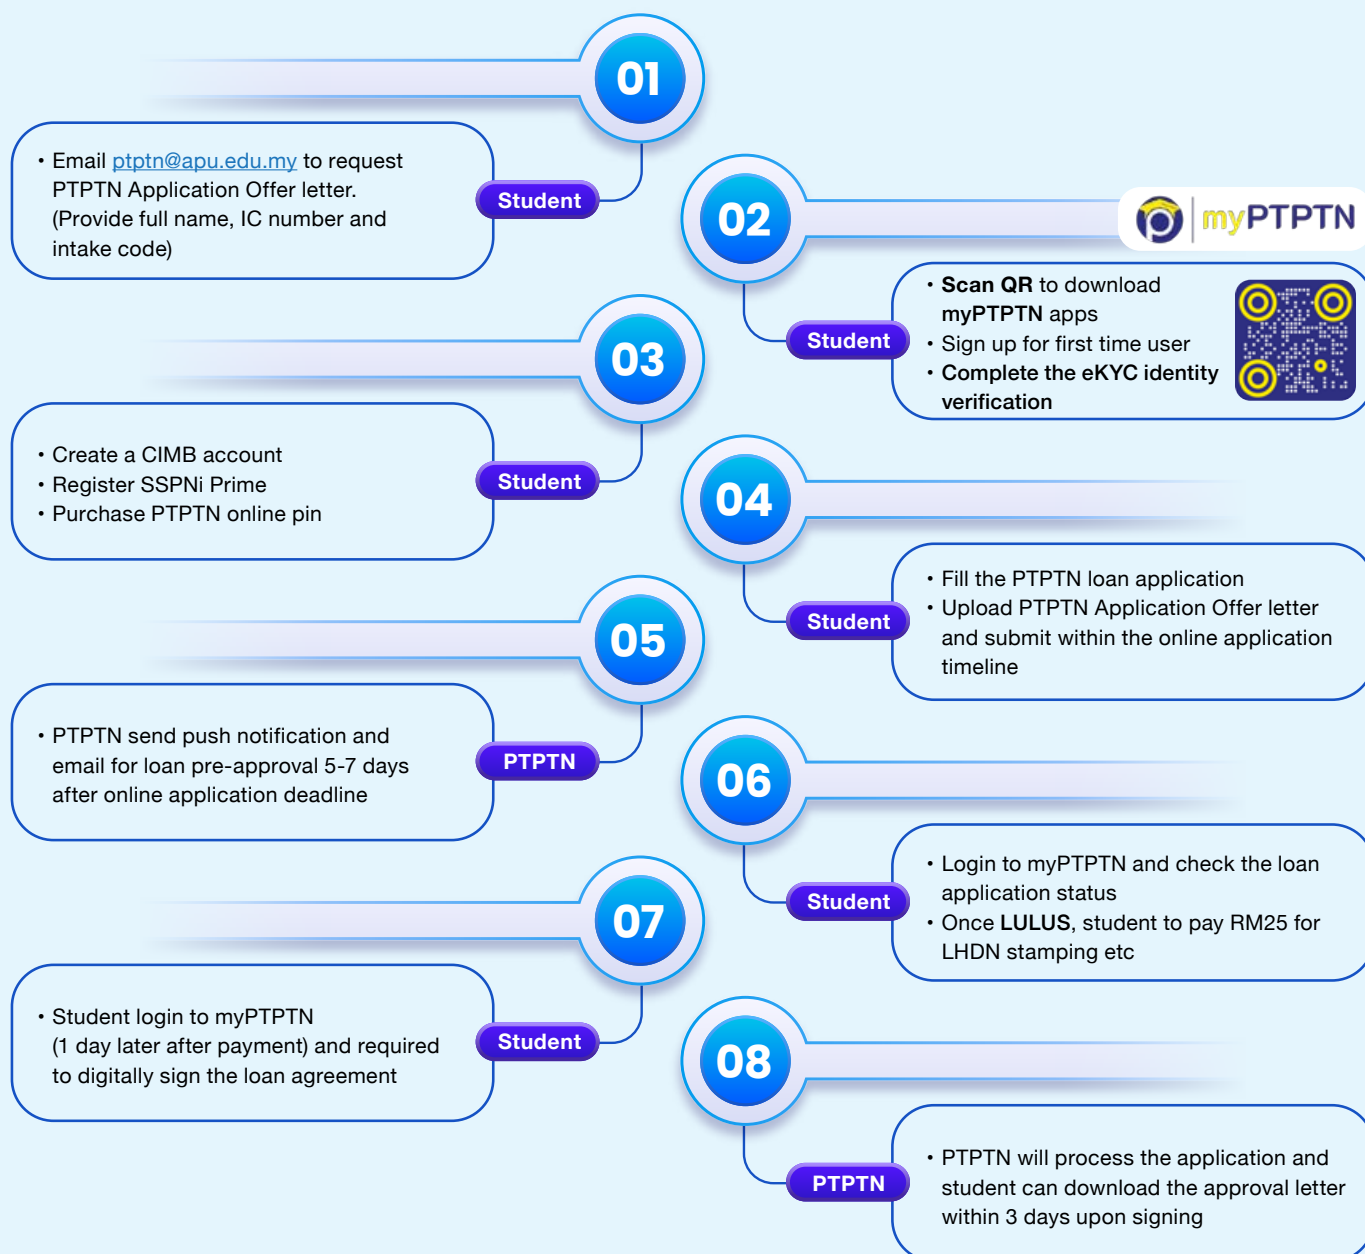 01
• Email ptptn@apu.edu.my to request
PTPTN Application Offer letter.
(Provide full name, IC number and
intake code)
Student
02
myPTPTN
Student
• Scan QR to download
myPTPTN apps
• Sign up for first time user
• Complete the eKYC identity
verification
03
• Create a CIMB account
• Register SSPNi Prime
• Purchase PTPTN online pin
Student
04
Student
• Fill the PTPTN loan application
• Upload PTPTN Application Offer letter
and submit within the online application
timeline
05
• PTPTN send push notification and
email for loan pre-approval 5-7 days
after online application deadline
PTPTN
06
Student
• Login to myPTPTN and check the loan
application status
• Once LULUS, student to pay RM25 for
LHDN stamping etc
07
• Student login to myPTPTN
(1 day later after payment) and required
to digitally sign the loan agreement
Student
08
PTPTN
• PTPTN will process the application and
student can download the approval letter
within 3 days upon signing